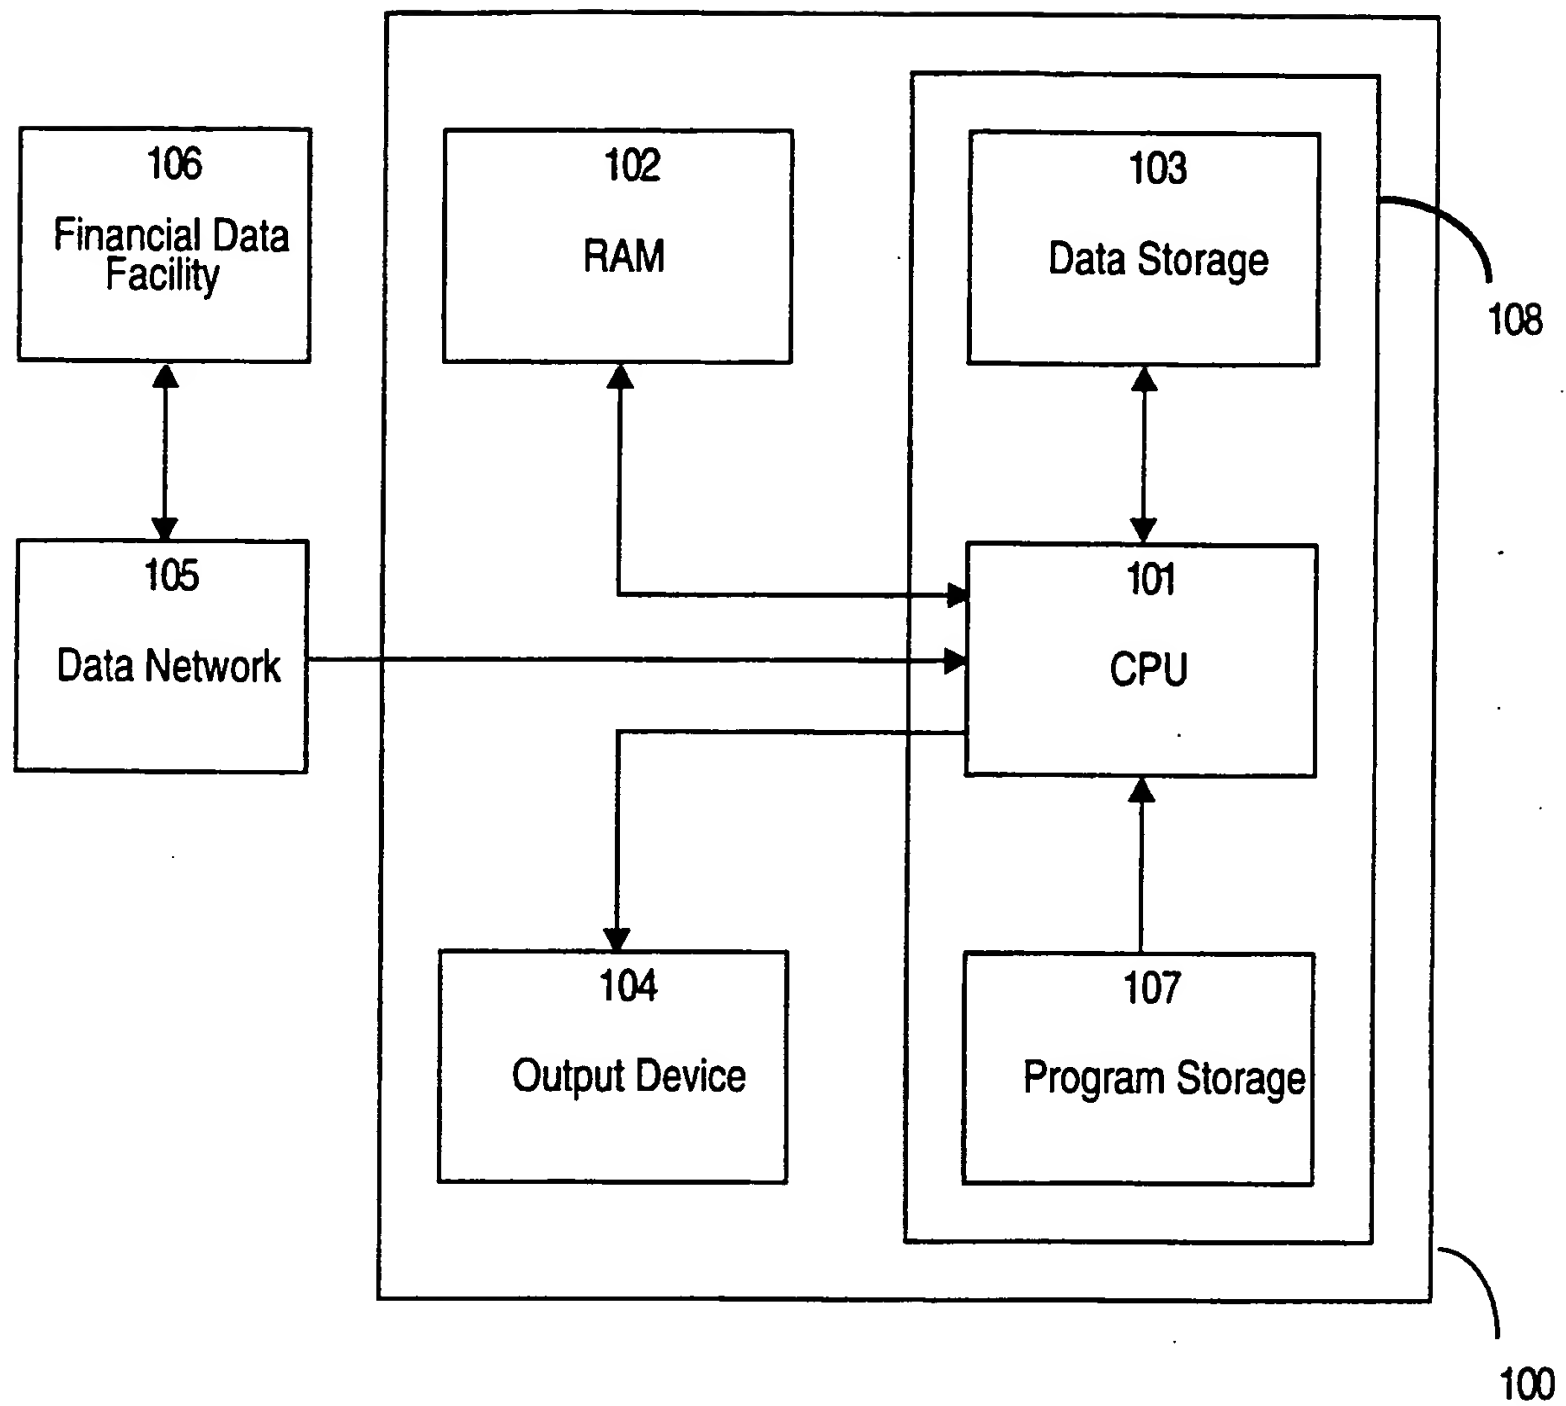 106
Financial Data
Facility
102
RAM
103
Data Storage
108
105
Data Network
101
CPU
104
Output Device
107
Program Storage
100